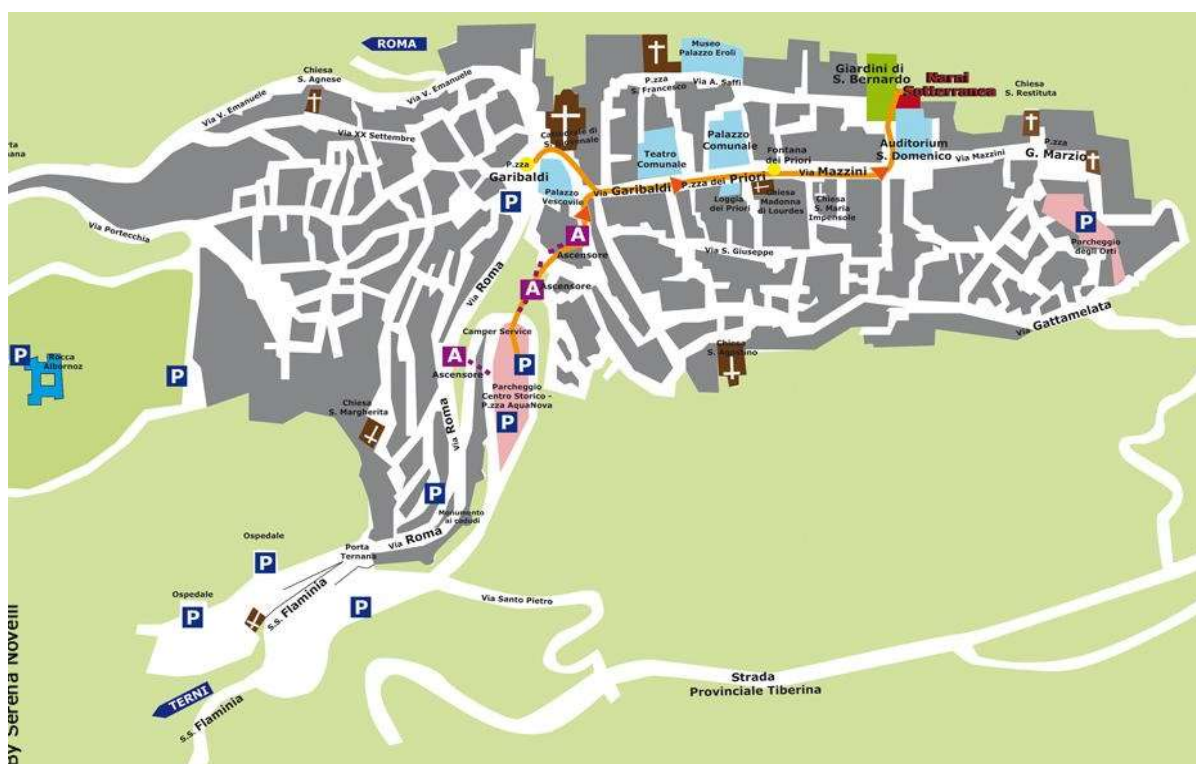 ROMA
Museo
Palazzo Eroli
Chiesa
S. Agnese
Via V. Emanuele
Via V. Emanuele
P.zza
S. Francesco
Via A. Saffi
Giardini di
S. Bernardo
Narni
Sotterranea
Chiesa
S. Restituta
Via XX Settembre
Cattedrale di
Teatro
Comunale
Palazzo
Comunale
Fontana
dei Priori
Auditorium
S. Domenico
Via Mazzini
P.zza
G. Marzio
P.zza
Garibaldi
Palazzo
Vescovile
Via Garibaldi
P.zza dei Priori
Via Mazzini
Loggia
dei Priori
Chiesa
Madonna
di Lourdes
Chiesa
S. Maria
Impensole
P
Via Portecchia
A
Ascensore
Via S. Giuseppe
P
Parcheggio
degli Orti
Via Roma
A
Ascensore
Via Gattamelata
Camper Service
P
Rocca
Albornoz
P
A
Ascensore
P
Parcheggio
Centro Storico -
P.zza AquaNova
P
Chiesa
S. Agostino
Chiesa
S. Margherita
Via Roma
P
Monumento
ai caduti
Via Roma
Porta
Ternana
Ospedale
P
Ospedale
P
s.s. Flaminia
P
Via Santo Pietro
Strada
Provinciale Tiberina
TERNI
s.s. Flaminia
By Serena Novelli